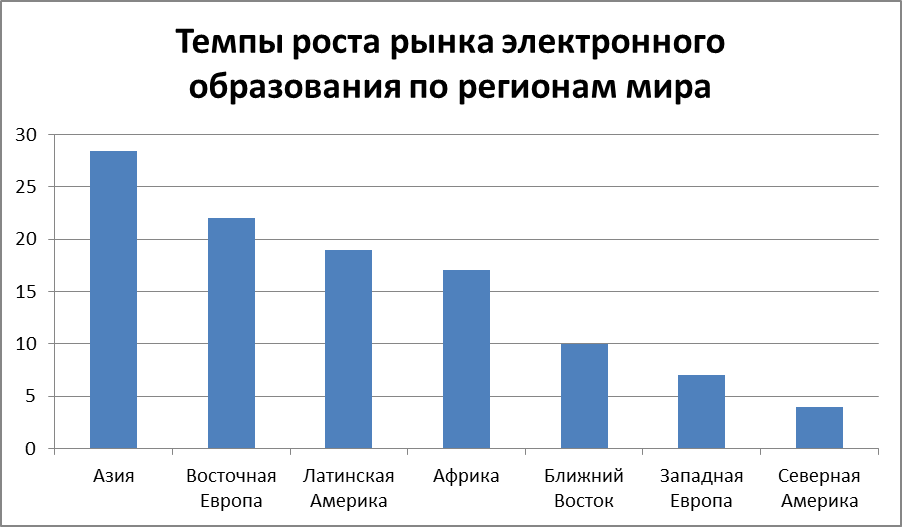 Темпы роста рынка электронного
образования по регионам мира
30
25
20
15
10
5
0
Азия
Восточная
Европа
Латинская
Америка
Африка
Ближний
Восток
Западная
Европа
Северная
Америка